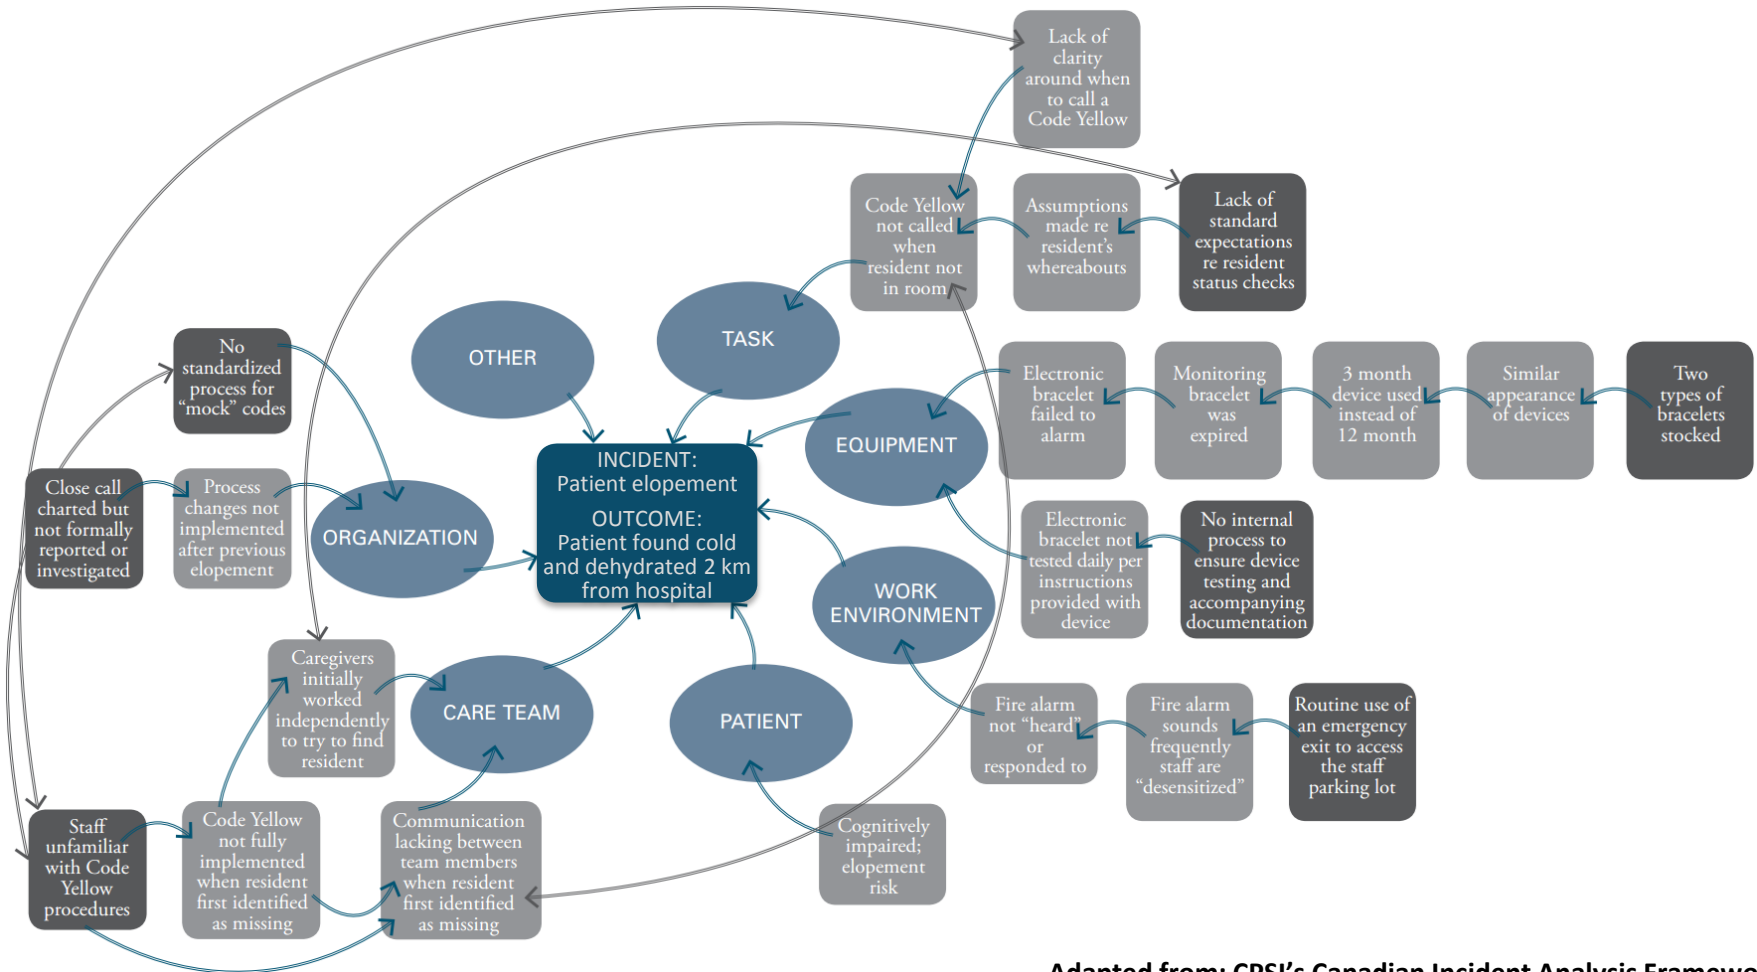 Lack of
clarity
around when
to call a
Code Yellow
Code Yellow
not called
when
resident not
in room
Assumptions
made re
resident’s
whereabouts
Lack of
standard
expectations
re resident
status checks
OTHER
TASK
No
standardized
process for
“mock” codes
Electronic
bracelet
failed to
alarm
Monitoring
bracelet
was
expired
3 month
device used
instead of
12 month
Similar
appearance
of devices
Two
types of
bracelets
stocked
EQUIPMENT
INCIDENT:
Patient elopement
OUTCOME:
Patient found cold
and dehydrated 2 km
from hospital
Close call
charted but
not formally
reported or
investigated
Process
changes not
implemented
after previous
elopement
ORGANIZATION
Electronic
bracelet not
tested daily per
instructions
provided with
device
No internal
process to
ensure device
testing and
accompanying
documentation
WORK
ENVIRONMENT
Caregivers
initially
worked
independently
to try to find
resident
CARE TEAM
PATIENT
Fire alarm
not “heard”
or
responded to
Fire alarm
sounds
frequently
staff are
“desensitized”
Routine use of
an emergency
exit to access
the staff
parking lot
Staff
unfamiliar
with Code
Yellow
procedures
Code Yellow
not fully
implemented
when resident
first identified
as missing
Communication
lacking between
team members
when resident
first identified
as missing
Cognitively
impaired;
elopement
risk
Adapted from: CPSI’s Canadian Incident Analysis Framewo